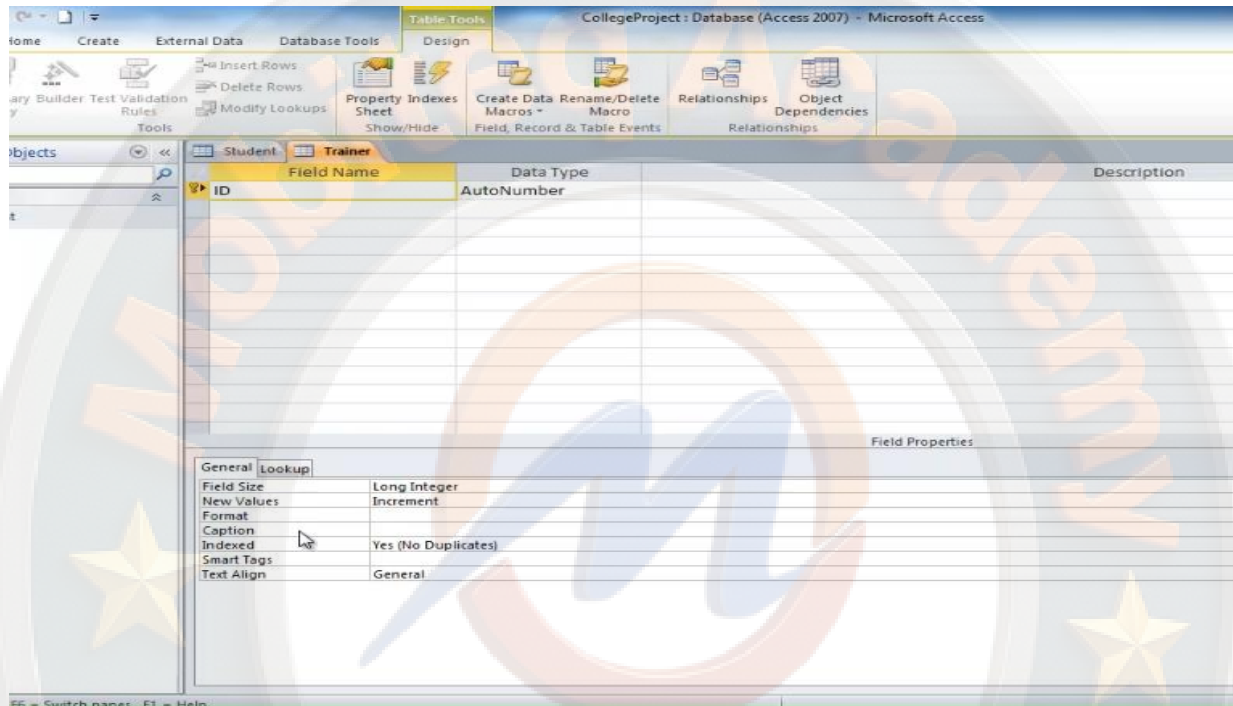 Table Tools CollegeProject : Database (Access 2007) - Microsoft Access
Home Create External Data Database Tools Design
Builder Test Validation Rules
Insert Rows
Delete Rows
Modify Lookups
Tools
Property Sheet
Indexes
Show/Hide
Create Data Macros
Rename/Delete Macro
Field, Record & Table Events
Relationships
Object Dependencies
Relationships
Objects «
Student Trainer
Field Name Data Type Description
ID AutoNumber
Field Properties
General Lookup
Field Size Long Integer
New Values Increment
Format
Caption
Indexed Yes (No Duplicates)
Smart Tags
Text Align General
F6 = Switch panes. F1 = Help.
Mobired Academy